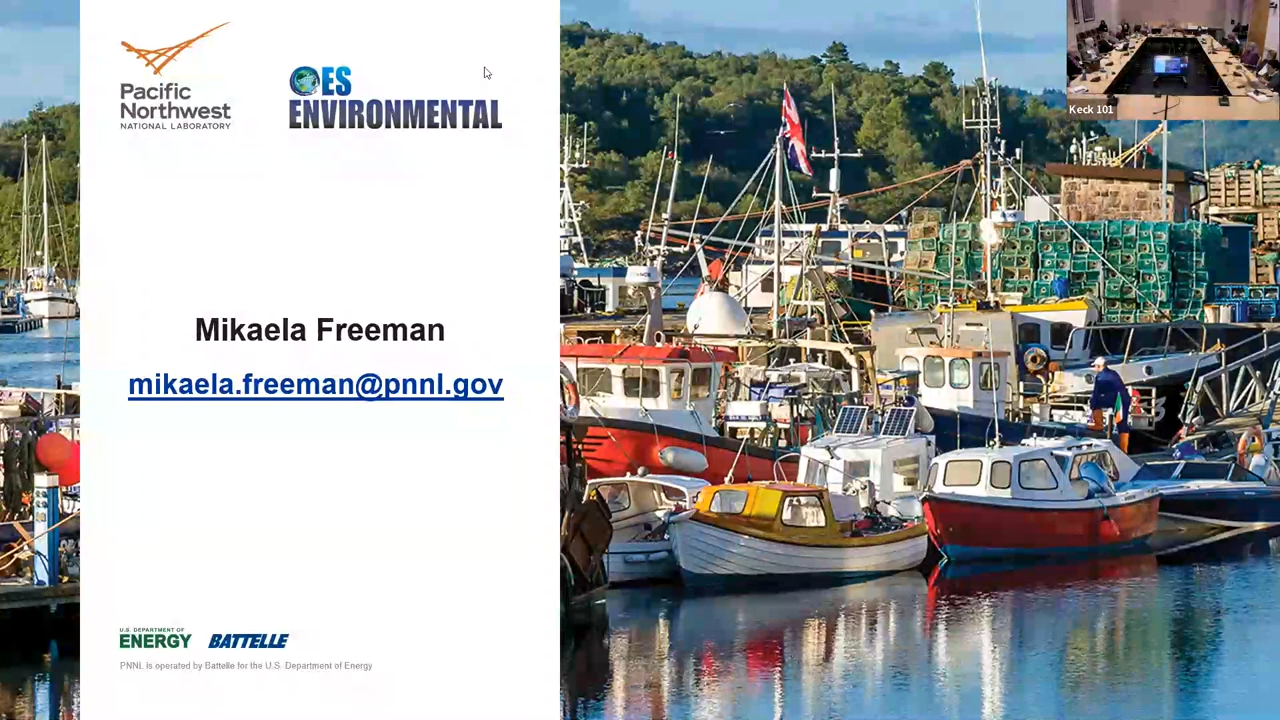 Pacific
Northwest
NATIONAL LABORATORY
OES
ENVIRONMENTAL
Keck 101
Mikaela Freeman
mikaela.freeman@pnnl.gov
U.S. DEPARTMENT OF
ENERGY
BATTELLE
PNNL is operated by Battelle for the U.S. Department of Energy